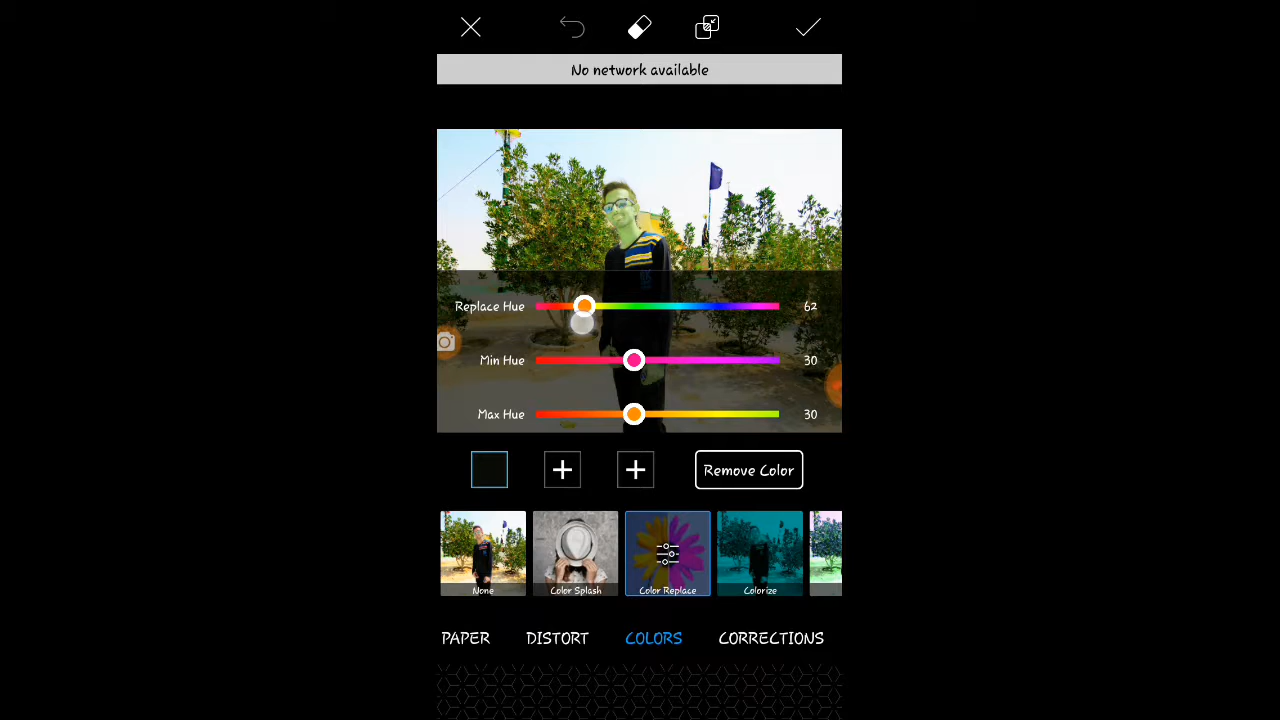 No network available
Replace Hue 62
Min Hue 30
Max Hue 30
Remove Color
None Color Splash Color Replace Colorize
PAPER DISTORT COLORS CORRECTIONS